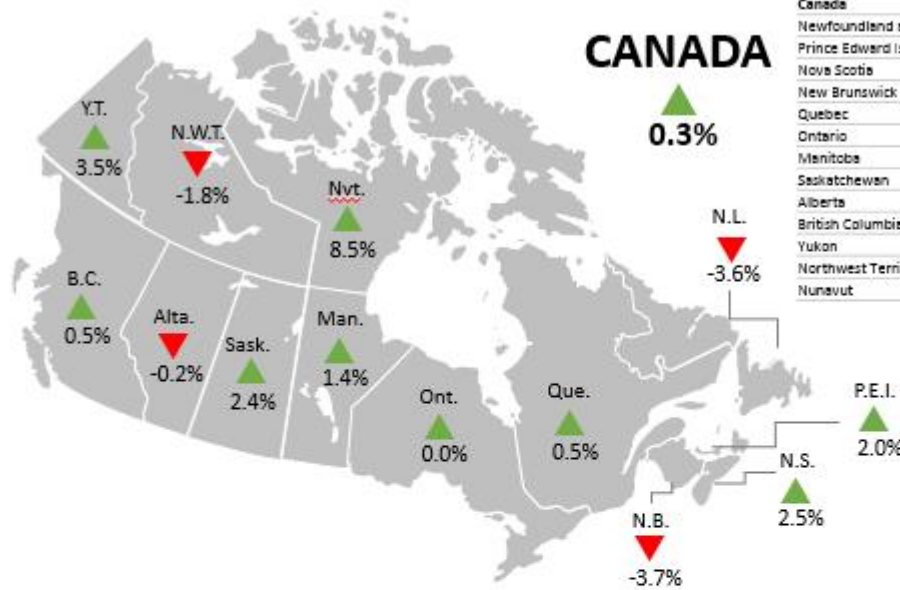 CANADA
0.3%
Y.T.
3.5%
N.W.T.
-1.8%
Nvt.
8.5%
B.C.
0.5%
Alta.
-0.2%
Sask.
2.4%
Man.
1.4%
Ont.
0.0%
Que.
0.5%
N.L.
-3.6%
P.E.I.
2.0%
N.S.
2.5%
N.B.
-3.7%
Canada
Newfoundland
Prince Edward
Nova Scotia
New Brunswick
Quebec
Ontario
Manitoba
Saskatchewan
Alberta
British Columbia
Yukon
Northwest
Nunavut